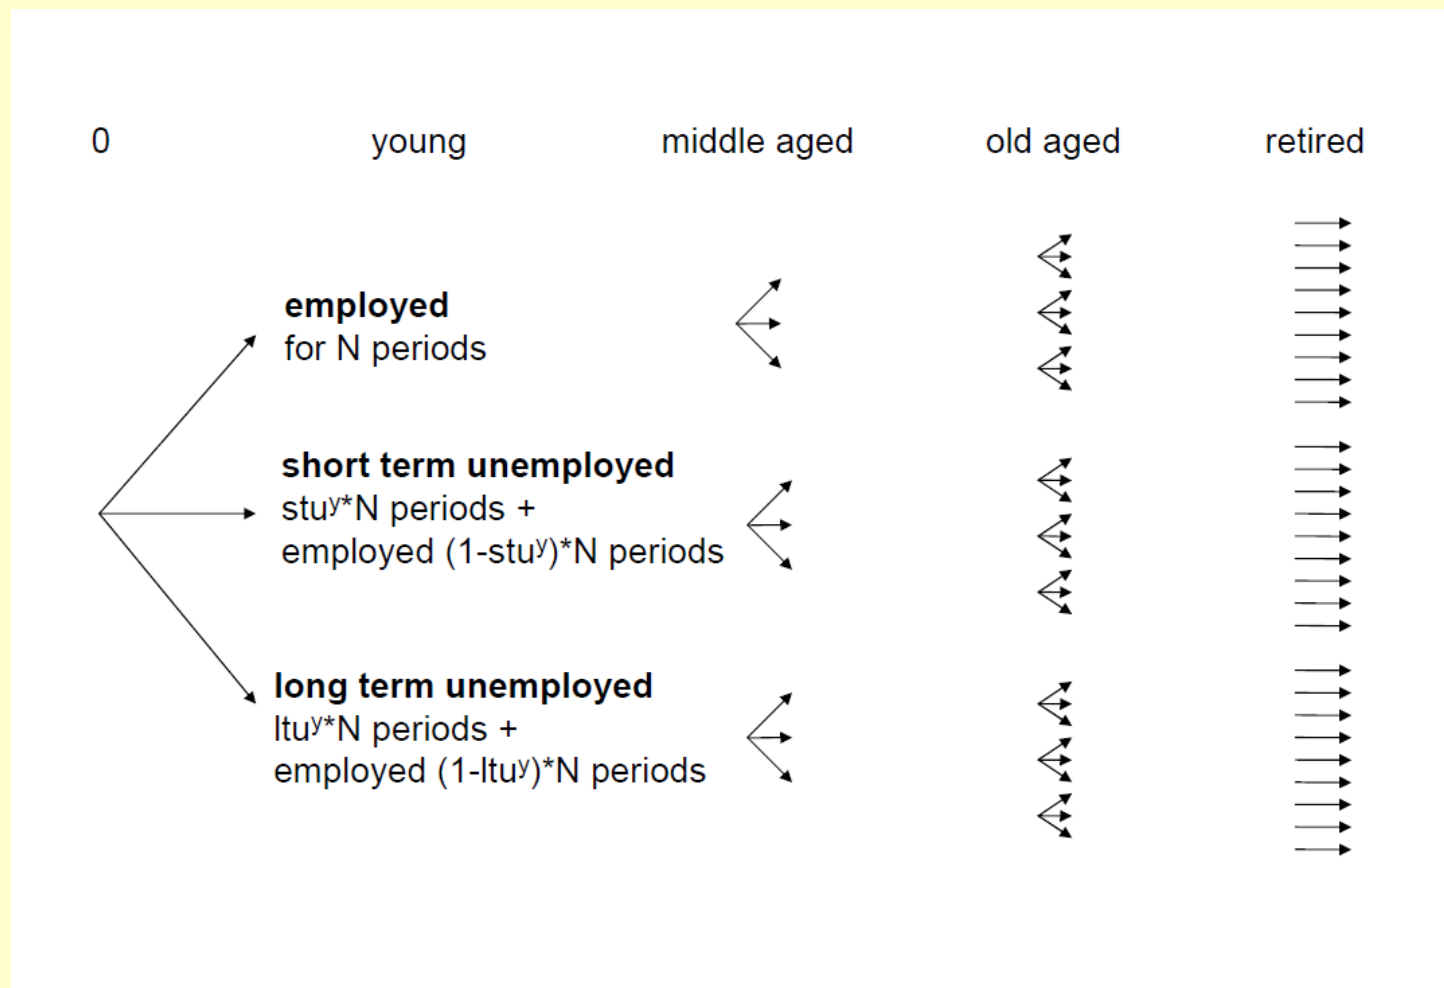 0 young middle aged old aged retired
employed
for N periods
short term unemployed
stuʸ*N periods +
employed (1-stuʸ)*N periods
long term unemployed
ltuʸ*N periods +
employed (1-ltuʸ)*N periods